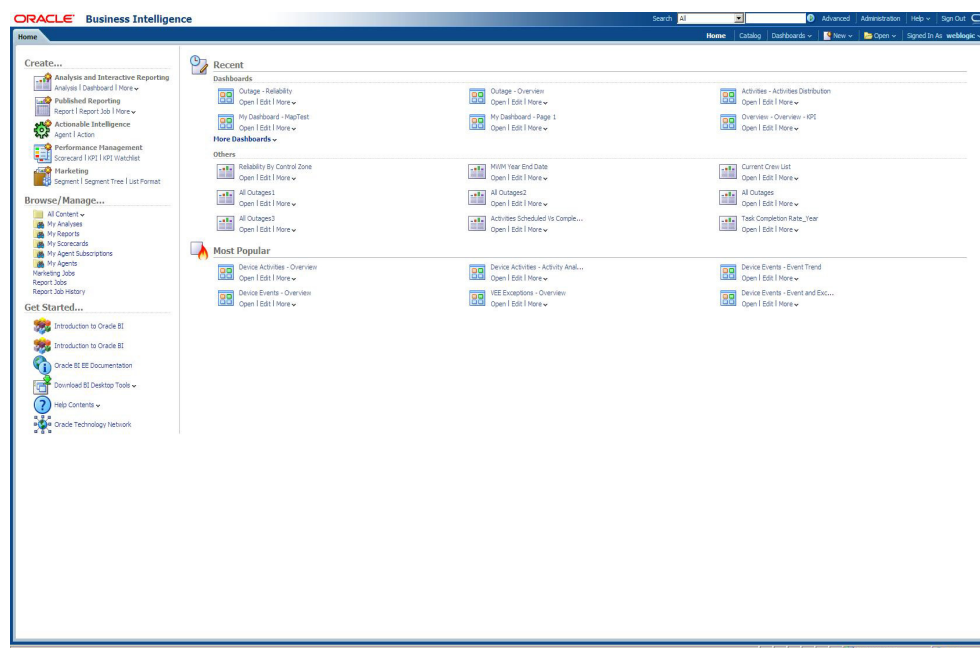 ORACLE Business Intelligence
Search All Advanced Administration Help Sign Out
Home
Home Catalog Dashboards New Open Signed In As weblogic
Create...
Analysis and Interactive Reporting
Analysis | Dashboard | More
Published Reporting
Report | Report Job | More
Actionable Intelligence
Agent | Action
Performance Management
Scorecard | KPI | KPI Watchlist
Marketing
Segment | Segment Tree | List Format
Browse/Manage...
All Content
My Analyses
My Reports
My Scorecards
My Agent Subscriptions
My Agents
Marketing Jobs
Report Jobs
Report Job History
Get Started...
Introduction to Oracle BI
Introduction to Oracle BI
Oracle BI EE Documentation
Download BI Desktop Tools
Help Contents
Oracle Technology Network
Recent
Dashboards
Outage - Reliability
Open | Edit | More
Outage - Overview
Open | Edit | More
Activities - Activities Distribution
Open | Edit | More
My Dashboard - MapTest
Open | Edit | More
My Dashboard - Page 1
Open | Edit | More
Overview - Overview - KPI
Open | Edit | More
More Dashboards
Others
Reliability By Control Zone
Open | Edit | More
MWM Year End Date
Open | Edit | More
Current Crew List
Open | Edit | More
All Outages1
Open | Edit | More
All Outages2
Open | Edit | More
All Outages
Open | Edit | More
All Outages3
Open | Edit | More
Activities Scheduled Vs Comple...
Open | Edit | More
Task Completion Rate_Year
Open | Edit | More
Most Popular
Device Activities - Overview
Open | Edit | More
Device Activities - Activity Anal...
Open | Edit | More
Device Events - Event Trend
Open | Edit | More
Device Events - Overview
Open | Edit | More
VEE Exceptions - Overview
Open | Edit | More
Device Events - Event and Exc...
Open | Edit | More